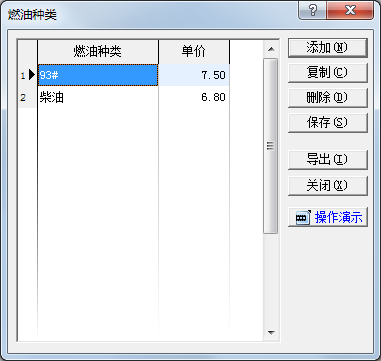 燃油种类
燃油种类 单价
1 93# 7.50
2 柴油 6.80
添加(N)
复制(C)
删除(D)
保存(S)
导出(I)
关闭(X)
操作演示